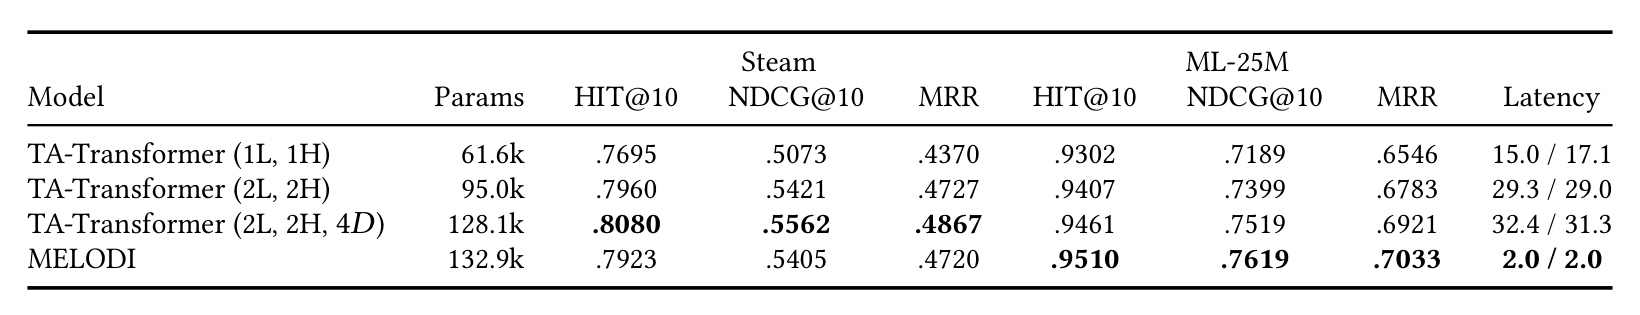 Steam ML-25M
Model Params HIT@10 NDCG@10 MRR HIT@10 NDCG@10 MRR Latency
TA-Transformer (1L, 1H) 61.6k .7695 .5073 .4370 .9302 .7189 .6546 15.0 / 17.1
TA-Transformer (2L, 2H) 95.0k .7960 .5421 .4727 .9407 .7399 .6783 29.3 / 29.0
TA-Transformer (2L, 2H, 4D) 128.1k .8080 .5562 .4867 .9461 .7519 .6921 32.4 / 31.3
MELODI 132.9k .7923 .5405 .4720 .9510 .7619 .7033 2.0 / 2.0